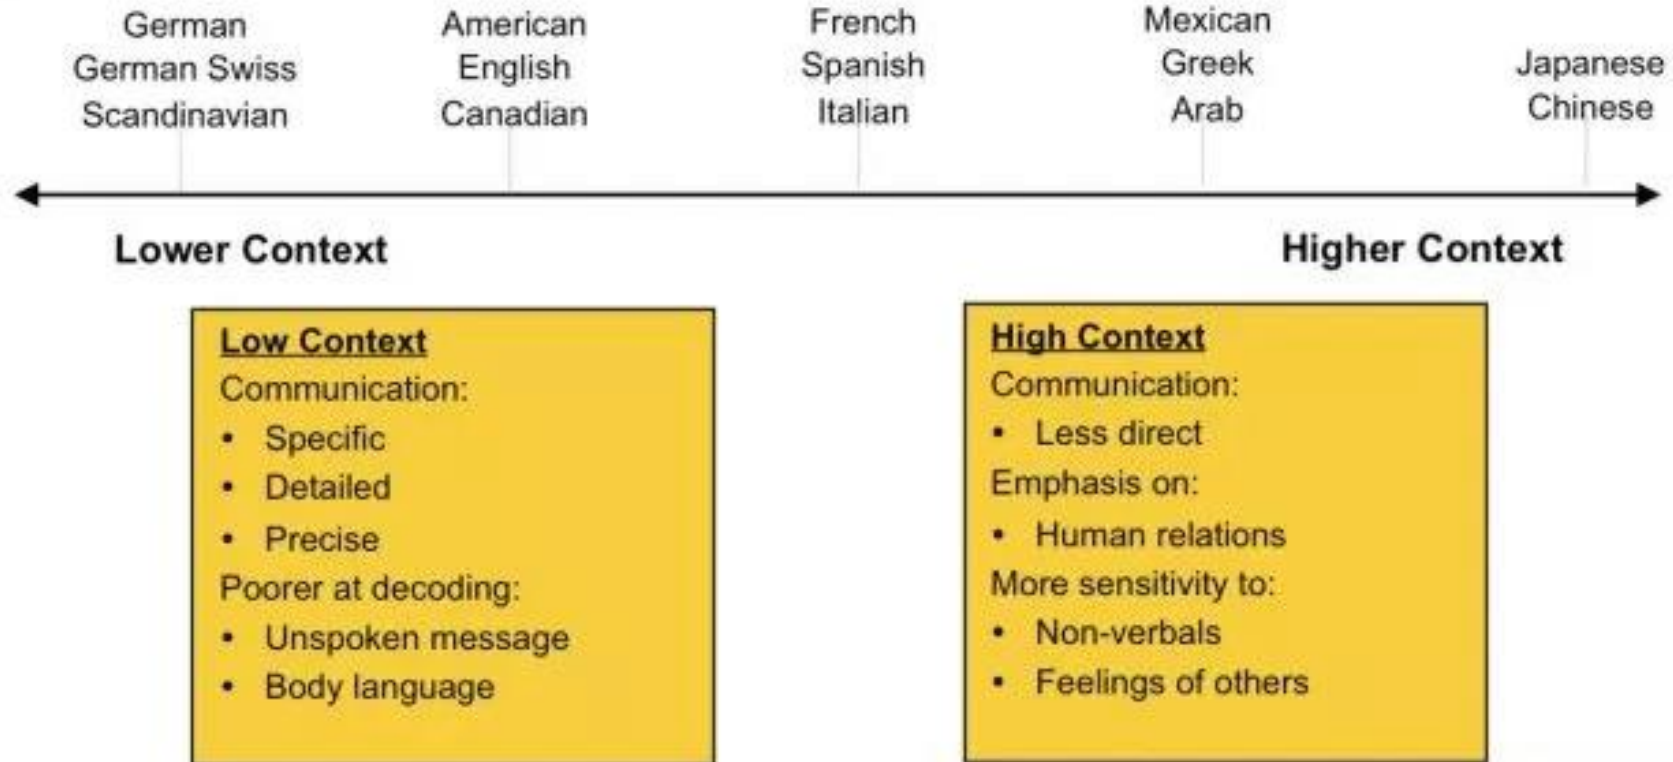 German
German Swiss
Scandinavian
American
English
Canadian
French
Spanish
Italian
Mexican
Greek
Arab
Japanese
Chinese
Lower Context
Higher Context
Low Context
Communication:
• Specific
• Detailed
• Precise
Poorer at decoding:
• Unspoken message
• Body language
High Context
Communication:
• Less direct
Emphasis on:
• Human relations
More sensitivity to:
• Non-verbals
• Feelings of others